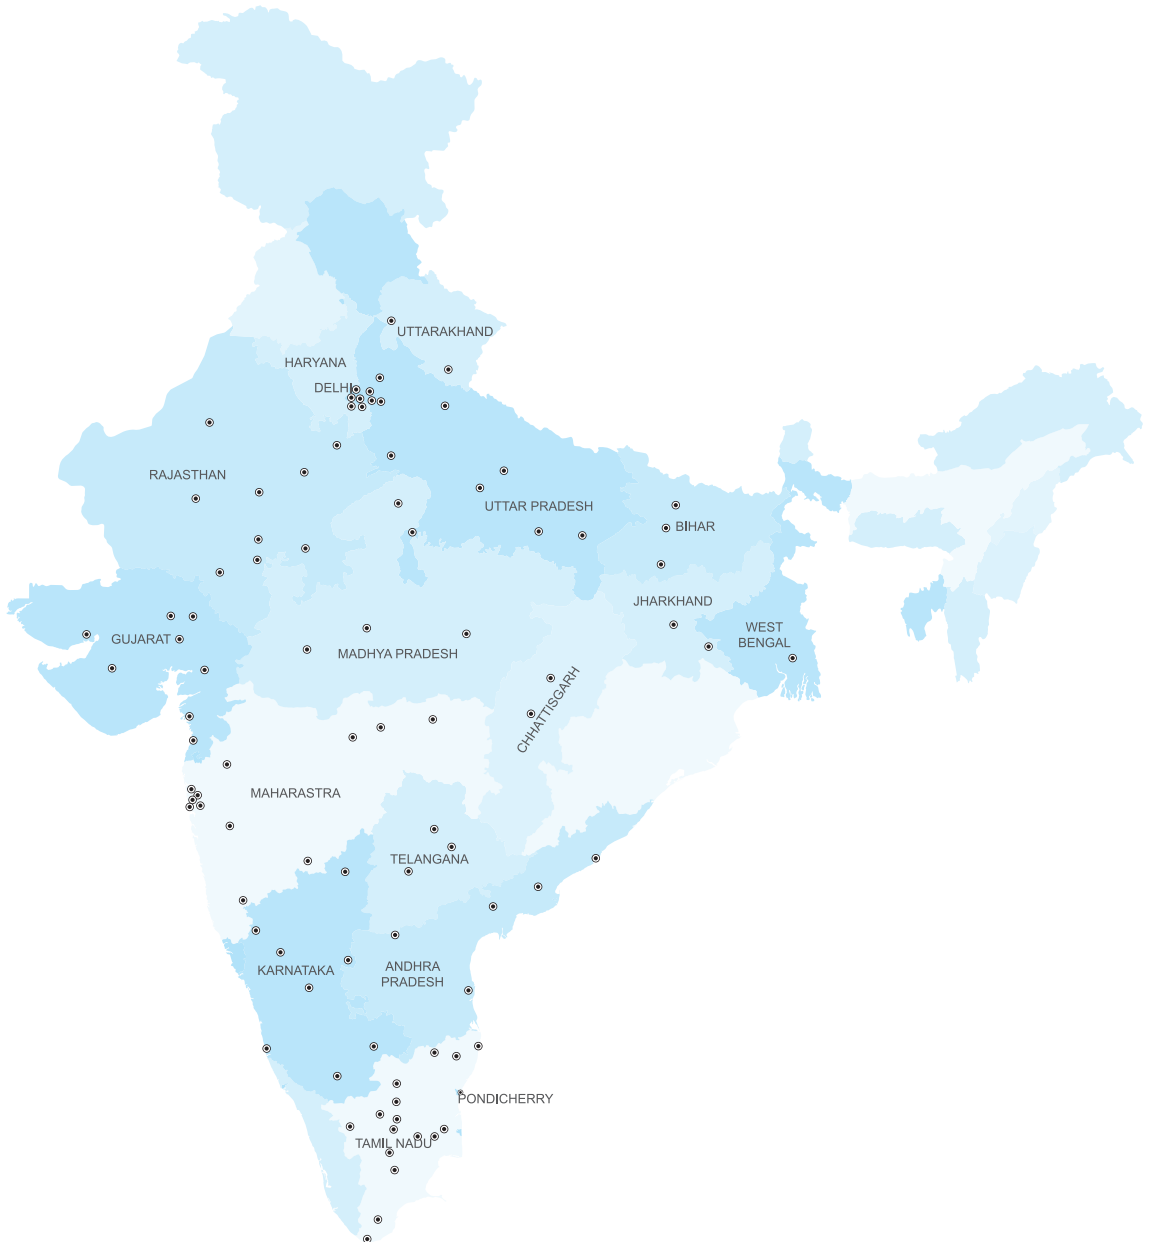 UTTARAKHAND
HARYANA
DELHI
RAJASTHAN
UTTAR PRADESH
BIHAR
JHARKHAND
WEST
BENGAL
GUJARAT
MADHYA PRADESH
CHHATTISGARH
MAHARASTRA
TELANGANA
KARNATAKA
ANDHRA
PRADESH
PONDICHERRY
TAMIL NADU